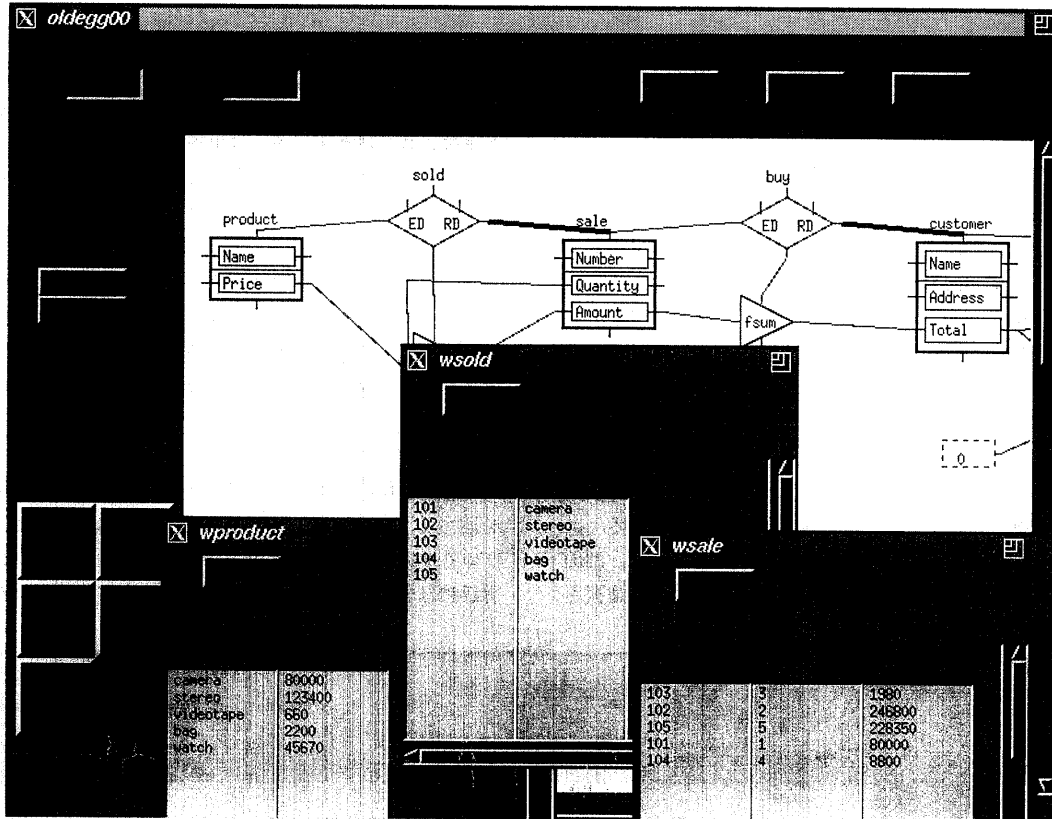 oldegg00
sold
buy
product
sale
customer
ED RD
ED RD
Name
Price
Number
Quantity
Amount
fsum
Name
Address
Total
0
wsold
101 camera
102 stereo
103 videotape
104 bag
105 watch
wproduct
camera 80000
stereo 123400
videotape 660
bag 2200
watch 45670
wsale
103 3 1980
102 2 246800
105 5 228350
101 1 80000
104 4 8800